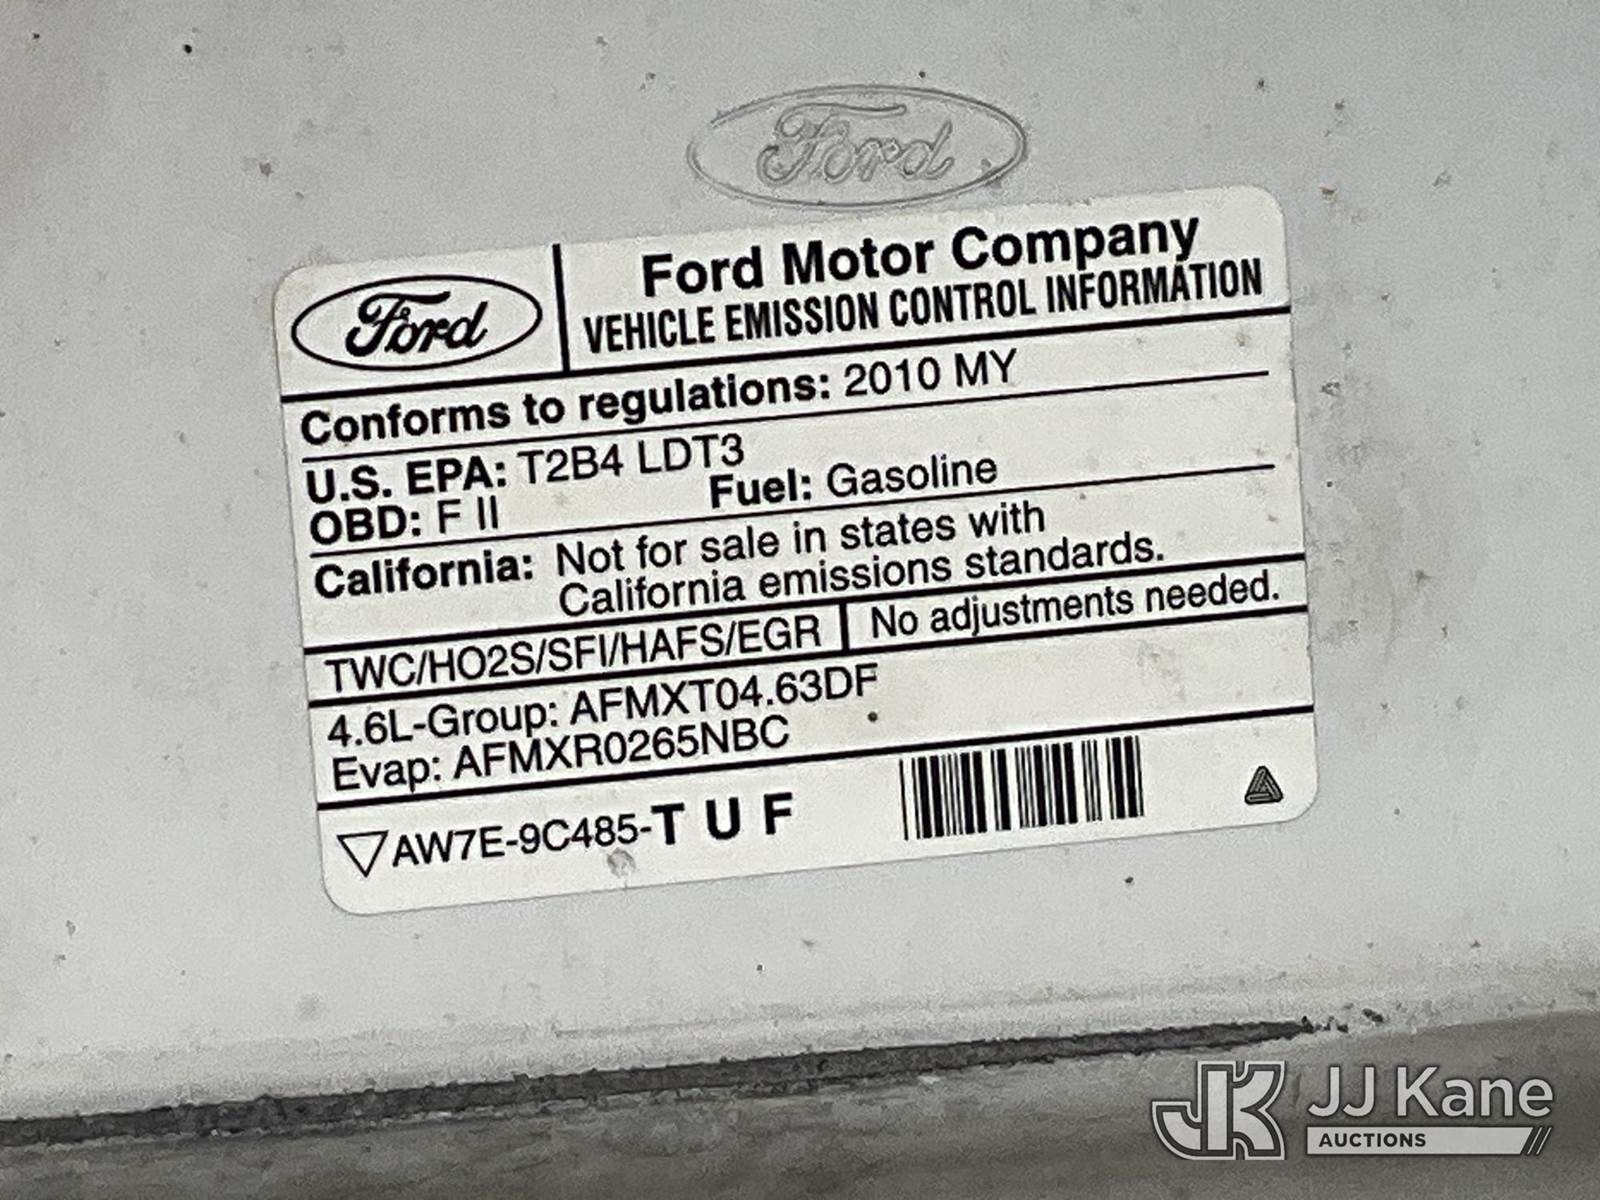 Ford
Ford
Ford Motor Company
VEHICLE EMISSION CONTROL INFORMATION
Conforms to regulations: 2010 MY
U.S. EPA: T2B4 LDT3
OBD: F II Fuel: Gasoline
California: Not for sale in states with
California emissions standards.
TWC/HO2S/SFI/HAFS/EGR No adjustments needed.
4.6L-Group: AFMXT04.63DF
Evap: AFMXR0265NBC
AW7E-9C485-T U F
JK JJ Kane
AUCTIONS